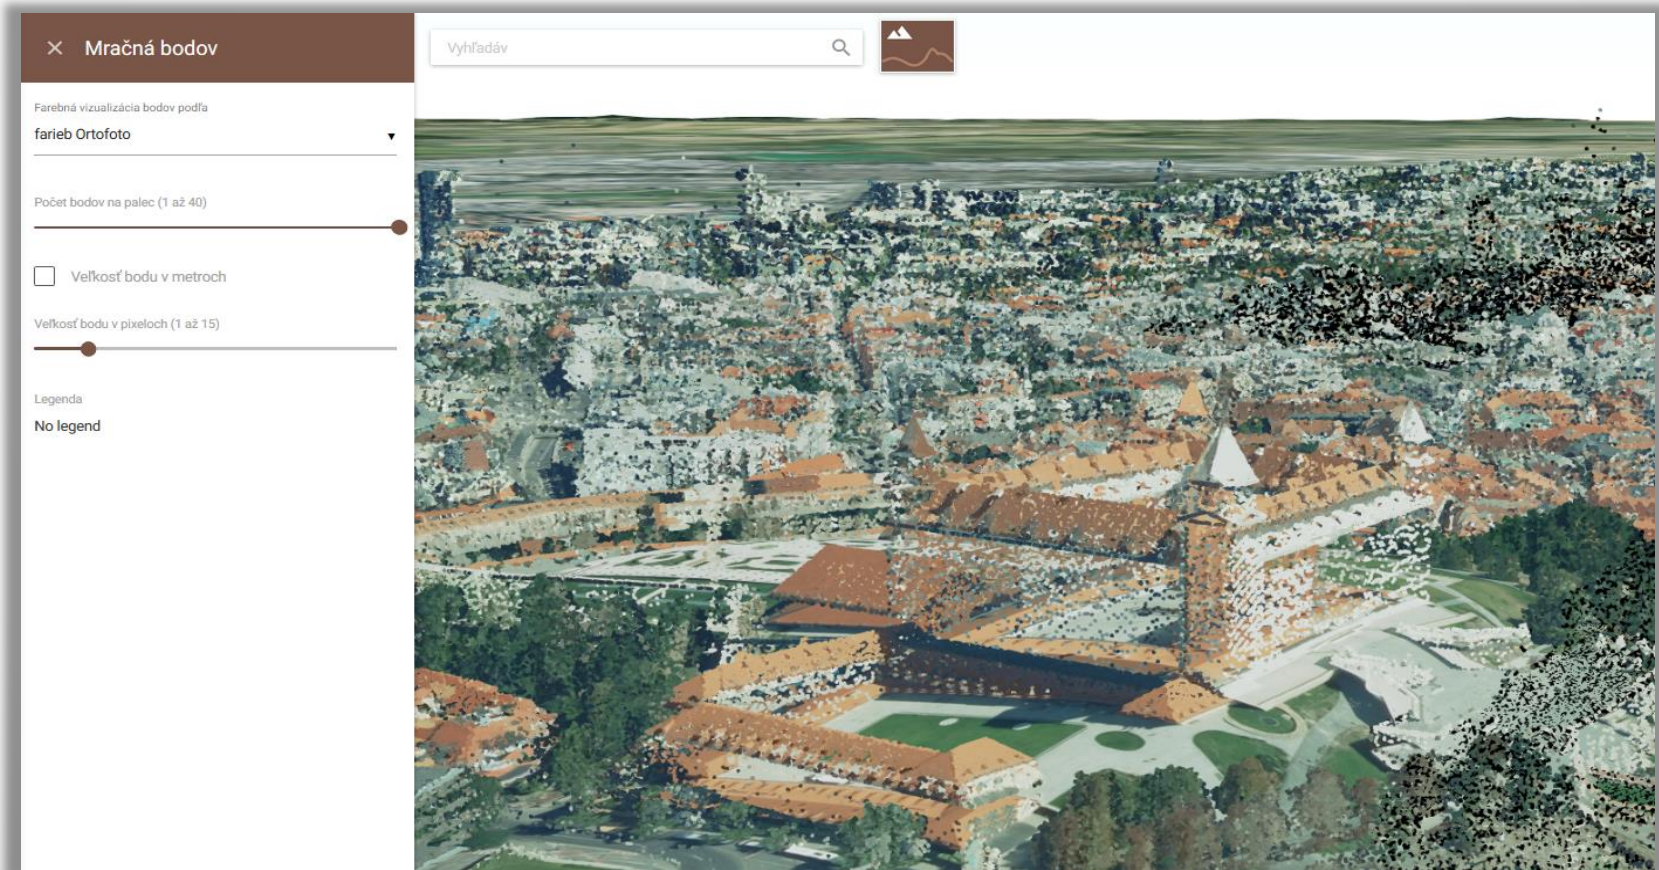 Mračná bodov
Vyhľadáv
Farebná vizualizácia bodov podľa
farieb Ortofoto
Počet bodov na palec (1 až 40)
Veľkosť bodu v metroch
Veľkosť bodu v pixeloch (1 až 15)
Legenda
No legend